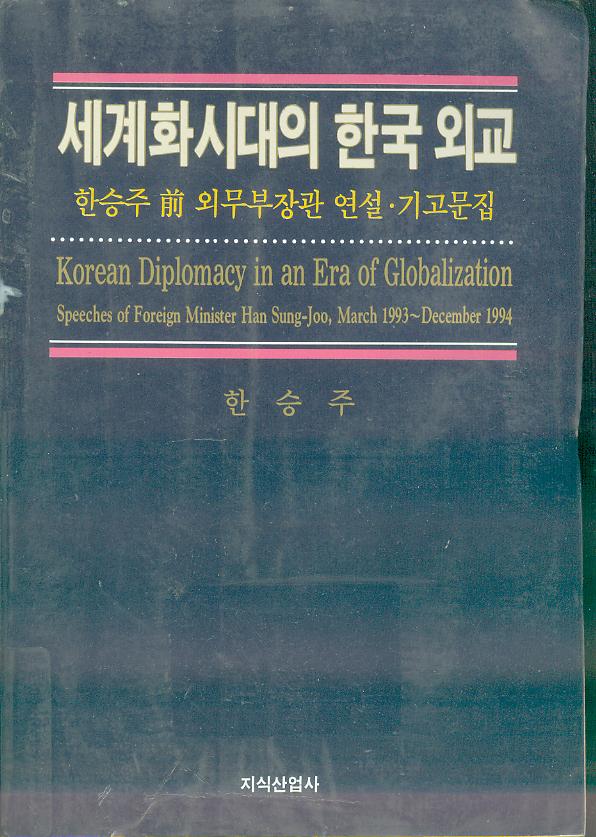 세계화시대의 한국 외교
한승주 前 외무부장관 연설·기고문집
Korean Diplomacy in an Era of Globalization
Speeches of Foreign Minister Han Sung-Joo, March 1993~December 1994
한 승 주
지식산업사